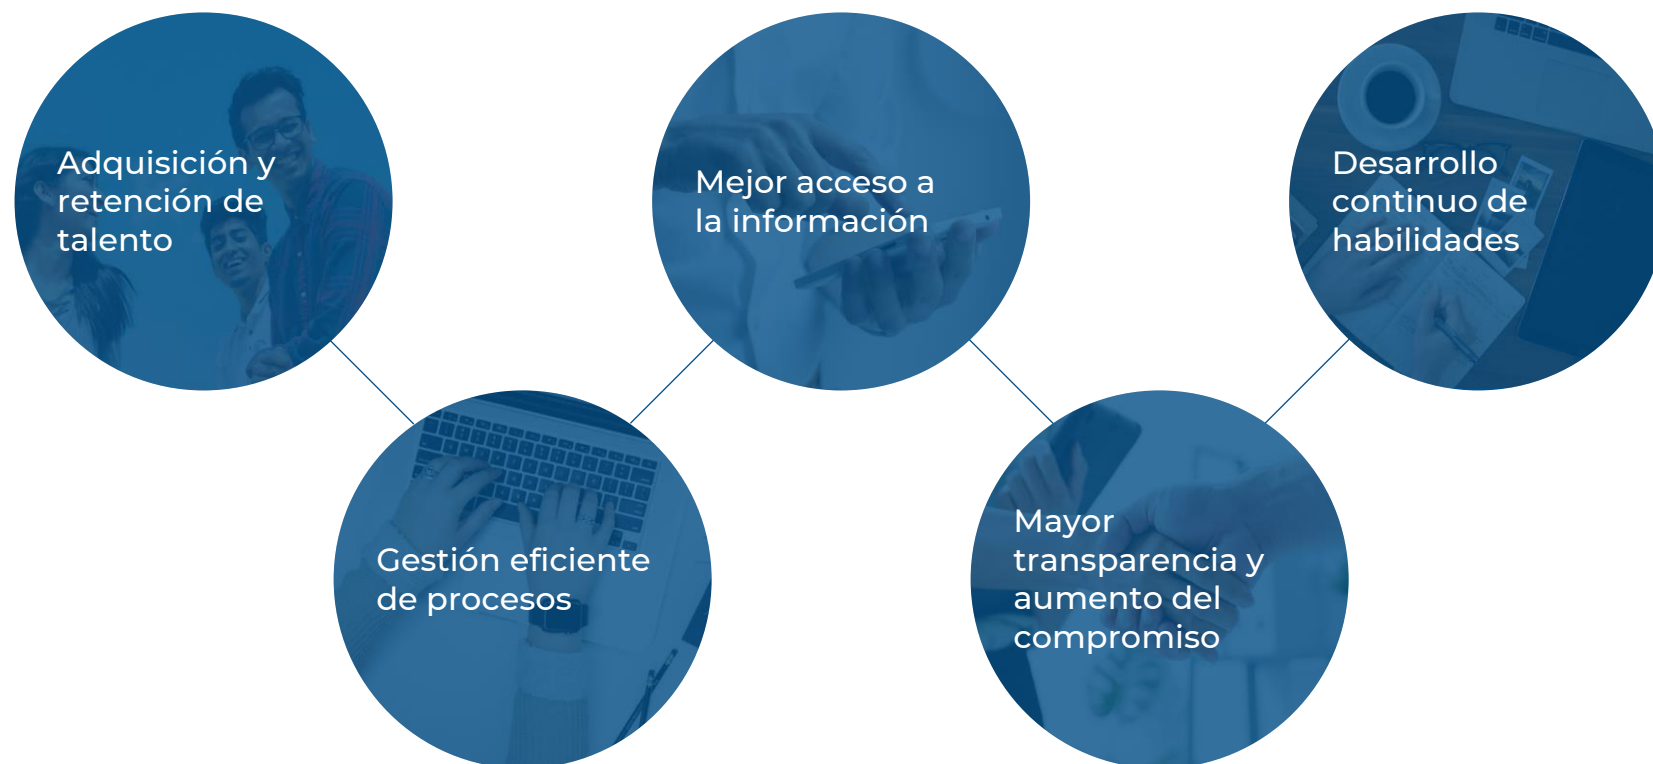 Adquisición y
retención de
talento
Gestión eficiente
de procesos
Mejor acceso a
la información
Mayor
transparencia y
aumento del
compromiso
Desarrollo
continuo de
habilidades